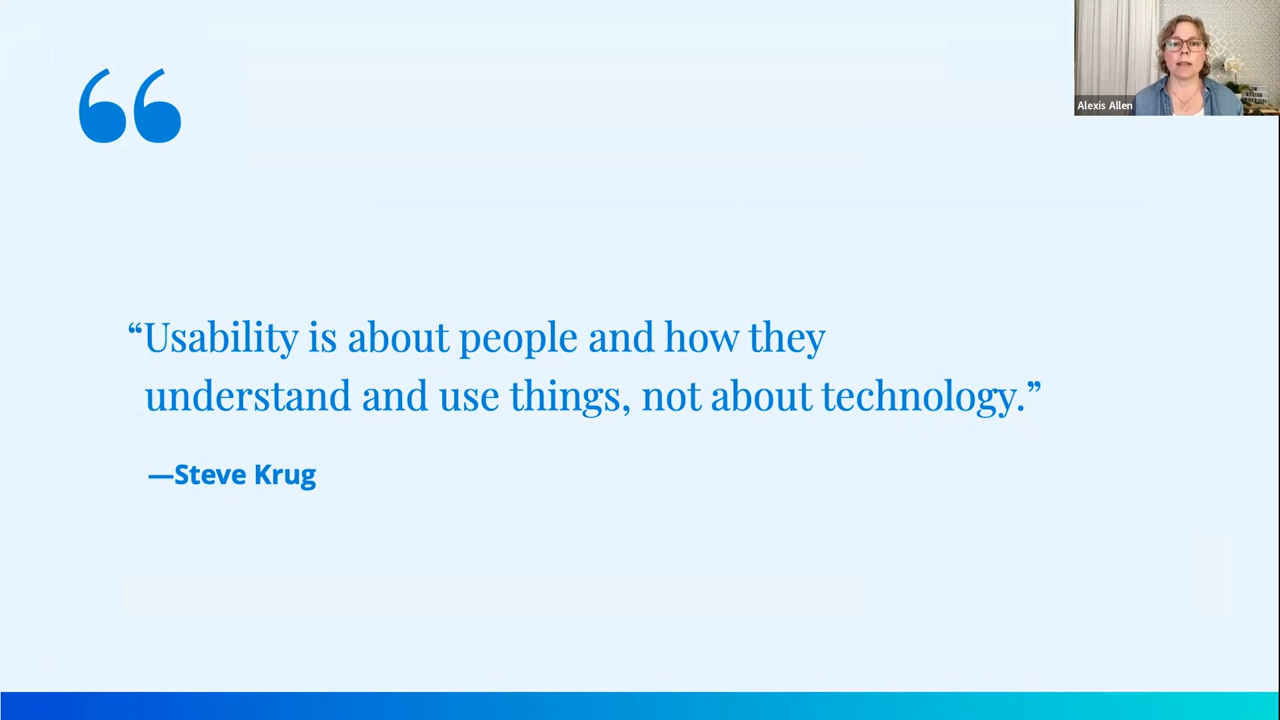 Alexis Allen
“
“Usability is about people and how they
understand and use things, not about technology.”
—Steve Krug